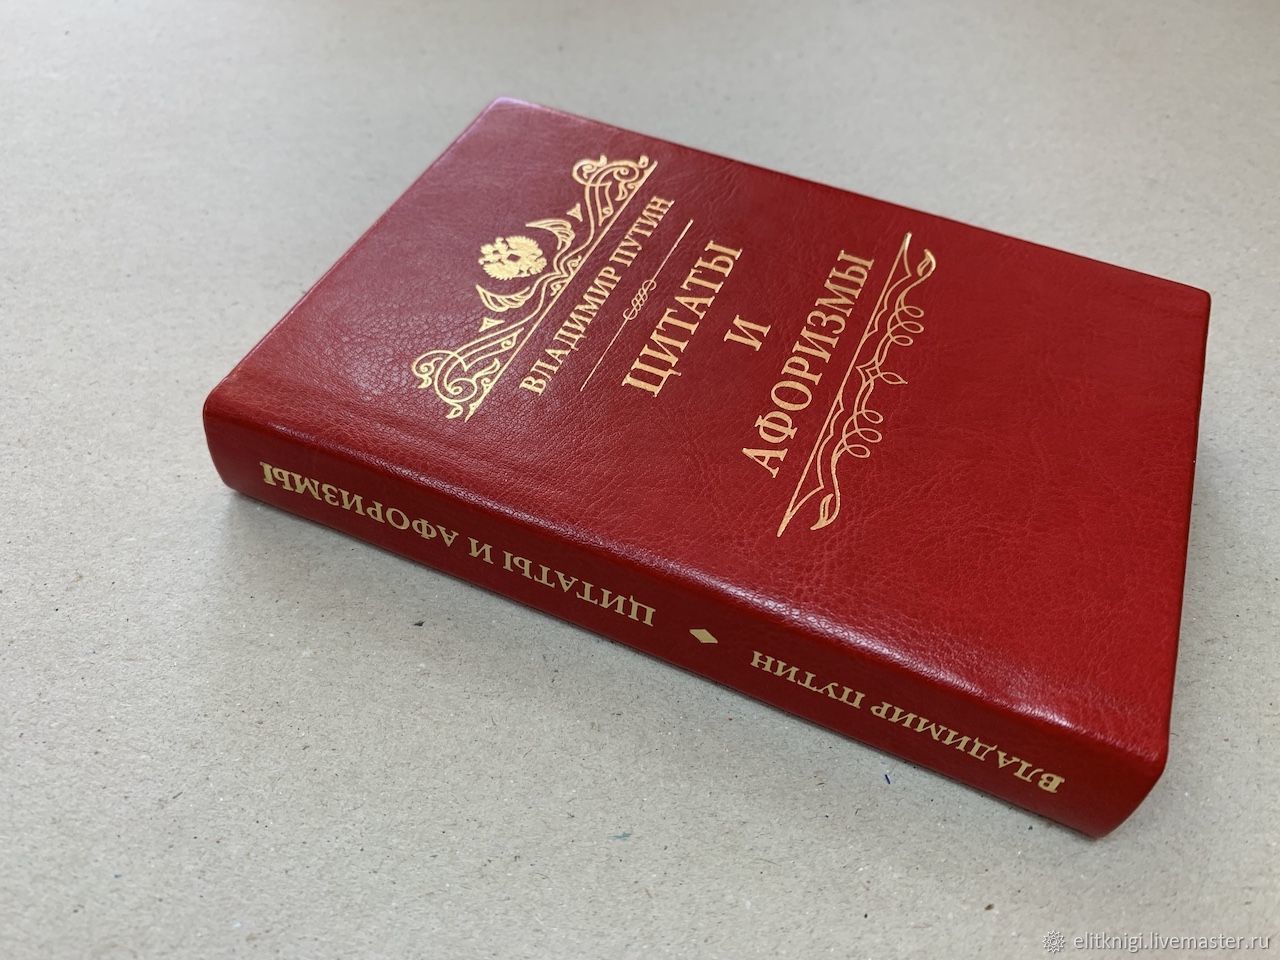 ВЛАДИМИР ПУТИН
ЦИТАТЫ
И
АФОРИЗМЫ
ВЛАДИМИР ПУТИН ◆ ЦИТАТЫ И АФОРИЗМЫ
elitknigi.livemaster.ru